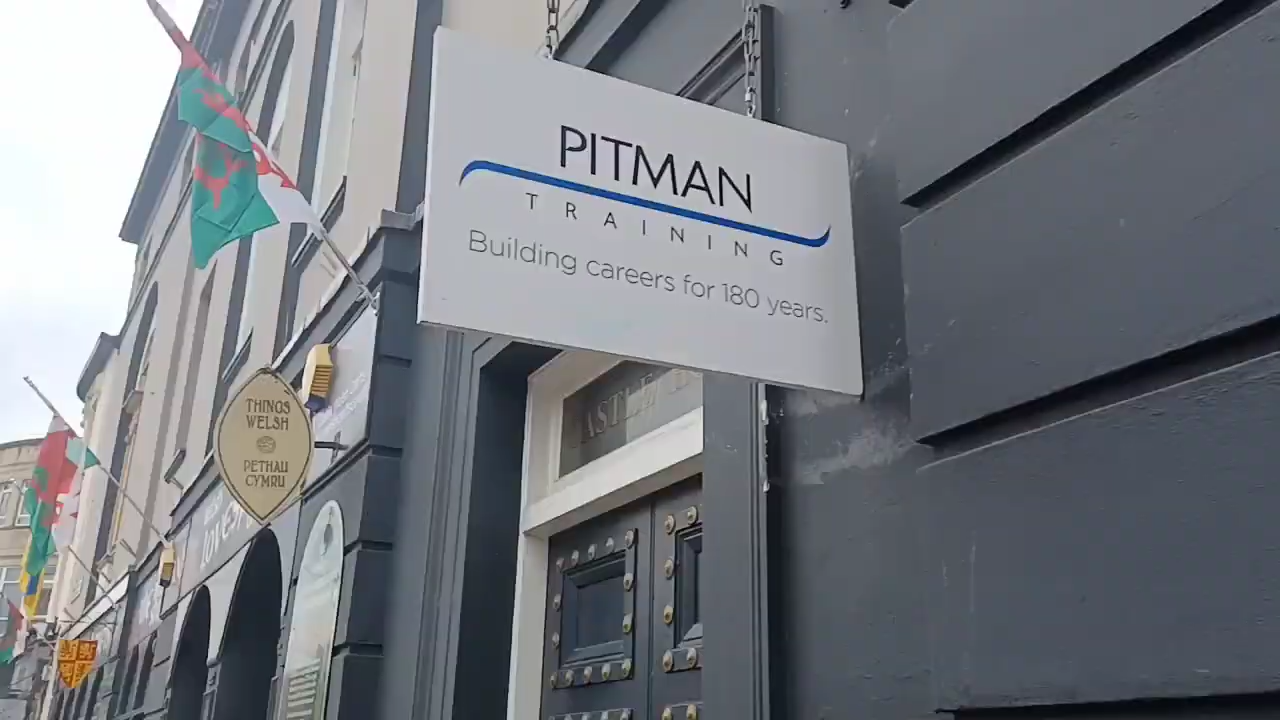 PITMAN
TRAINING
Building careers for 180 years.
THINGS
WELSH
PETHAU
CYMRU